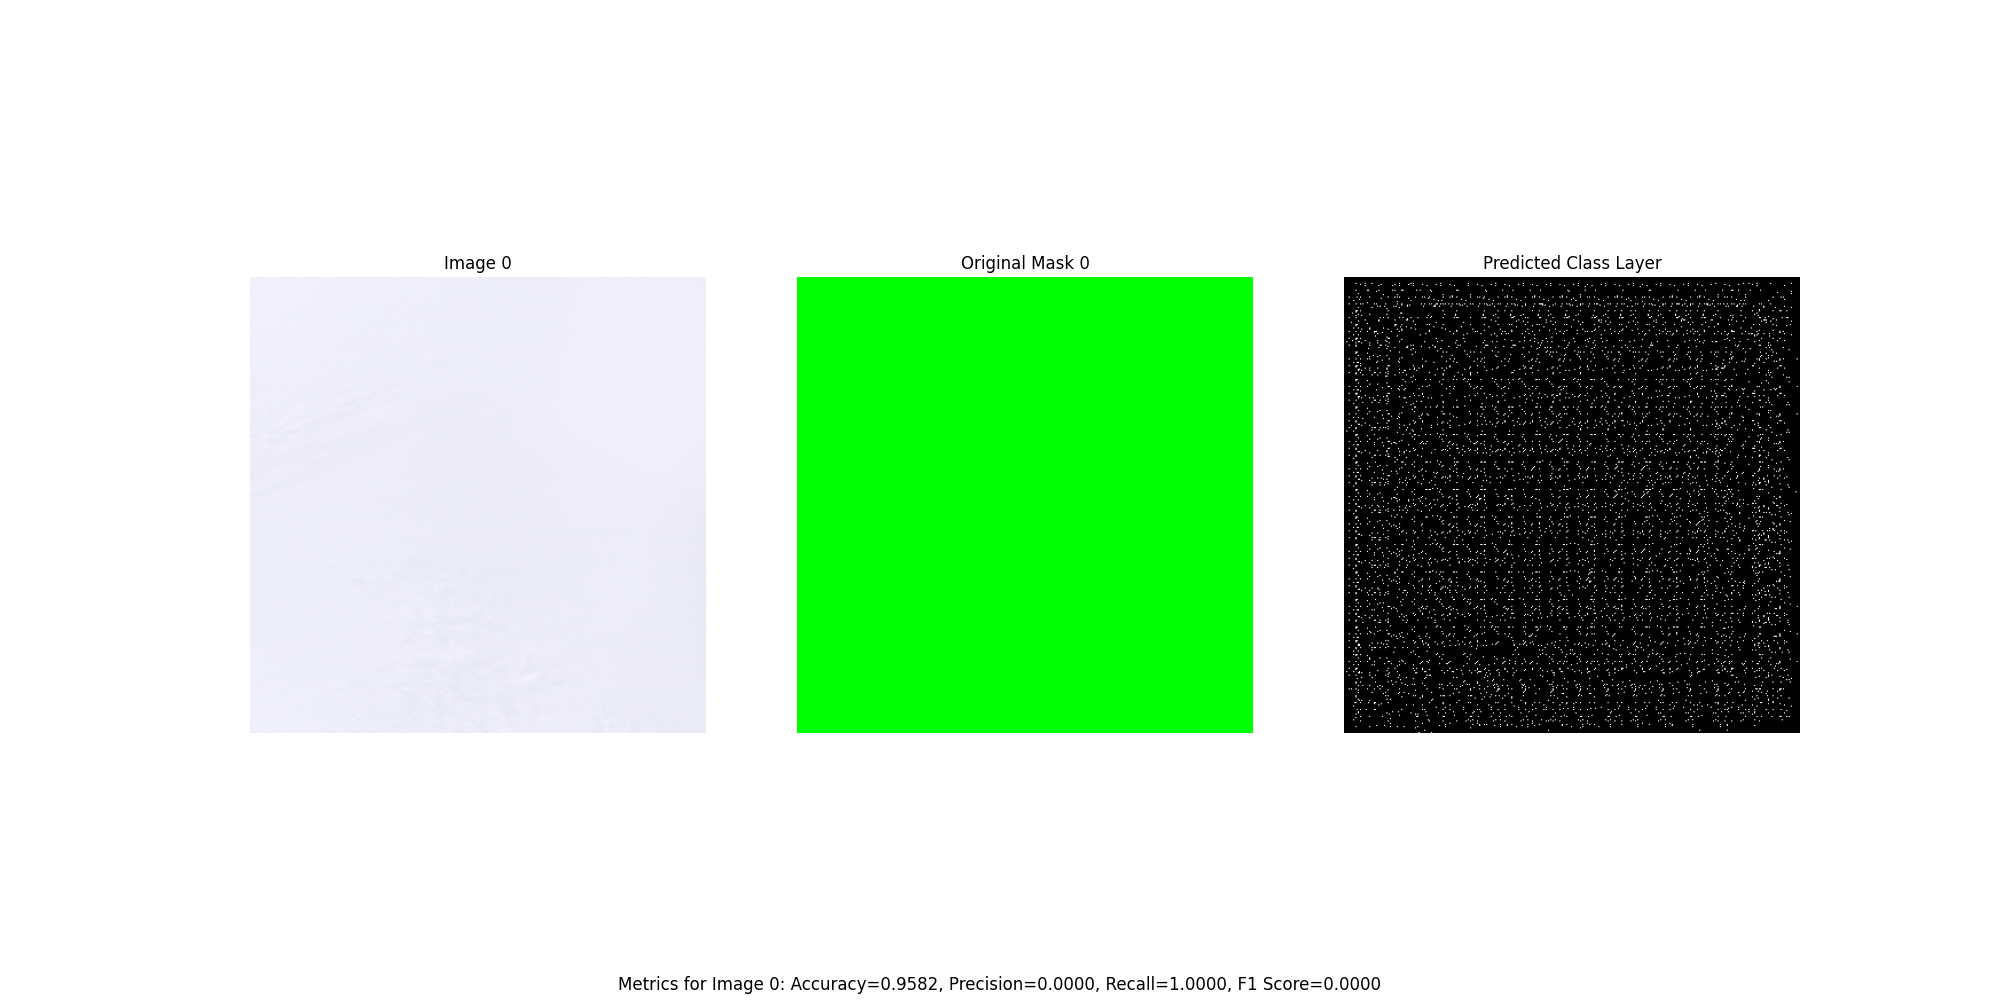 Image 0
Original Mask 0
Predicted Class Layer
Metrics for Image 0: Accuracy=0.9582, Precision=0.0000, Recall=1.0000, F1 Score=0.0000